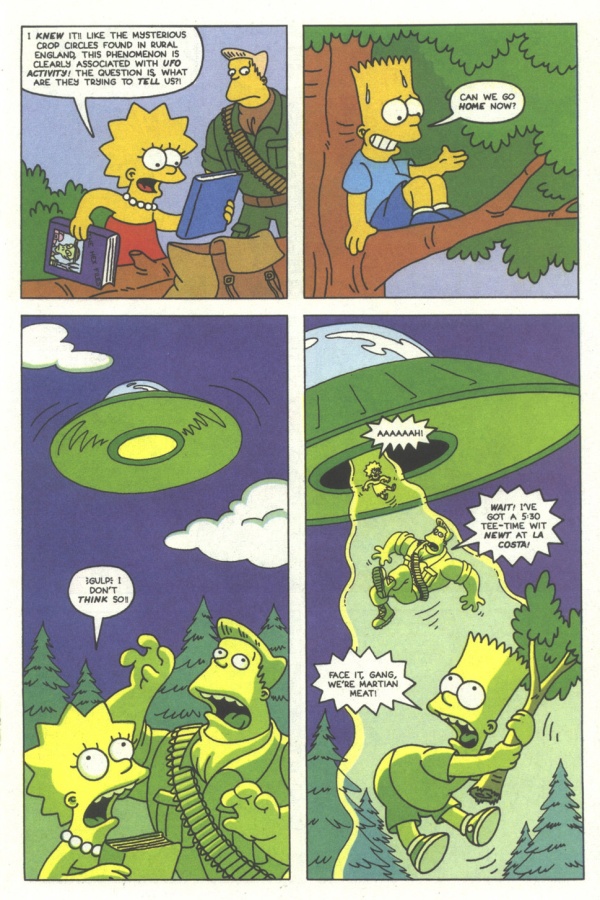 I KNEW IT!! LIKE THE MYSTERIOUS
CROP CIRCLES FOUND IN RURAL
ENGLAND, THIS PHENOMENON IS
CLEARLY ASSOCIATED WITH UFO
ACTIVITY! THE QUESTION IS, WHAT
ARE THEY TRYING TO TELL US?!
CAN WE GO
HOME NOW?
¡GULP! I
DON'T
THINK SO!!
AAAAAAH!
WAIT! I'VE
GOT A 5:30
TEE-TIME WIT
NEWT AT LA
COSTA!
FACE IT, GANG,
WE'RE MARTIAN
MEAT!